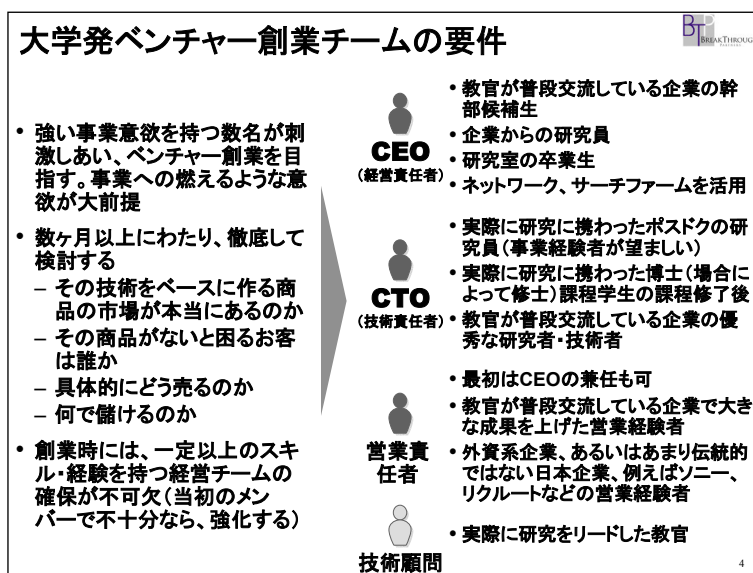 大学発ベンチャー創業チームの要件
BTP
BREAKTHROUG
• 強い事業意欲を持つ数名が刺
激しあい、ベンチャー創業を目
指す。事業への燃えるような意
欲が大前提
• 数ヶ月以上にわたり、徹底して
検討する
– その技術をベースに作る商
品の市場が本当にあるのか
– その商品がないと困るお客
は誰か
– 具体的にどう売るのか
– 何で儲けるのか
• 創業時には、一定以上のスキ
ル・経験を持つ経営チームの
確保が不可欠(当初のメン
バーで不十分なら、強化する)
CEO
(経営責任者)
• 教官が普段交流している企業の幹
部候補生
• 企業からの研究員
• 研究室の卒業生
• ネットワーク、サーチファームを活用
CTO
(技術責任者)
• 実際に研究に携わったポスドクの研
究員(事業経験者が望ましい)
• 実際に研究に携わった博士(場合に
よって修士)課程学生の課程修了後
• 教官が普段交流している企業の優
秀な研究者・技術者
営業責
任者
• 最初はCEOの兼任も可
• 教官が普段交流している企業で大き
な成果を上げた営業経験者
• 外資系企業、あるいはあまり伝統的
ではない日本企業、例えばソニー、
リクルートなどの営業経験者
技術顧問
• 実際に研究をリードした教官
4